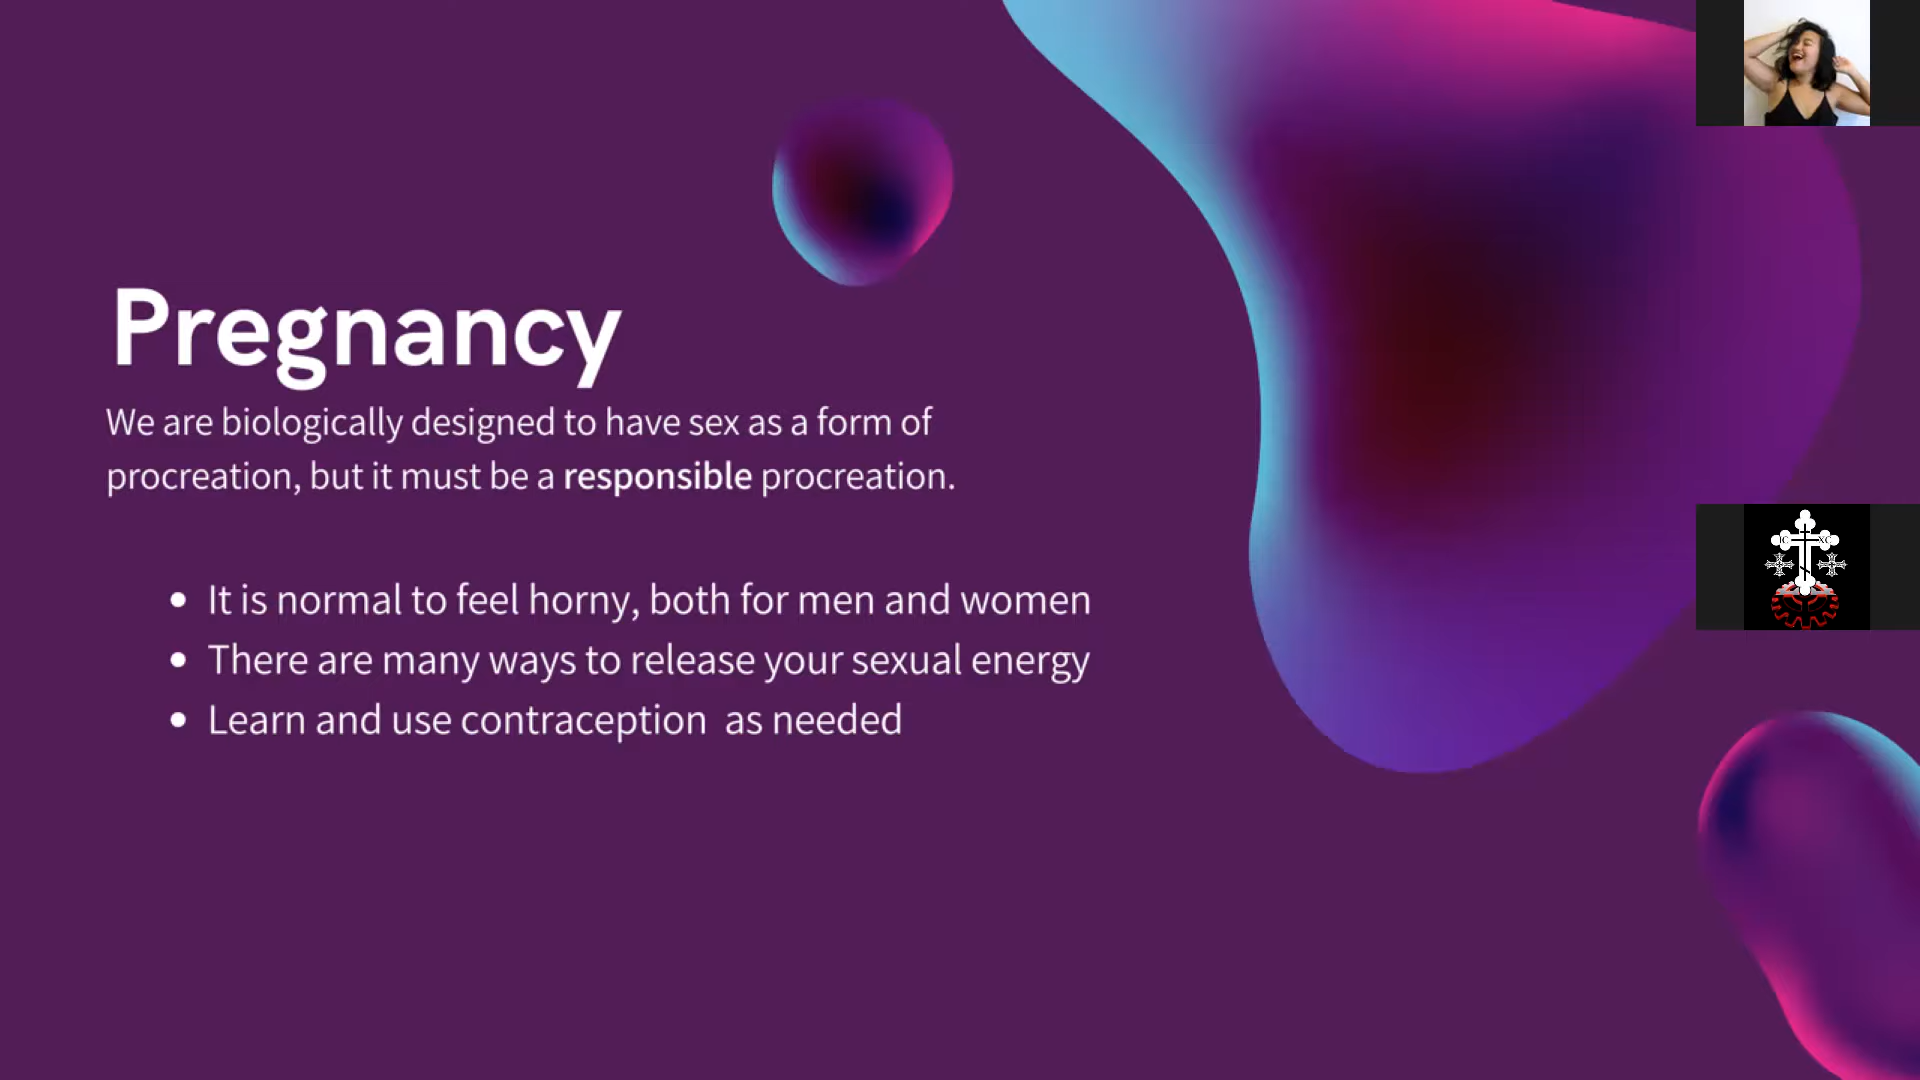 Pregnancy
We are biologically designed to have sex as a form of
procreation, but it must be a responsible procreation.
It is normal to feel horny, both for men and women
There are many ways to release your sexual energy
Learn and use contraception as needed
IC XC